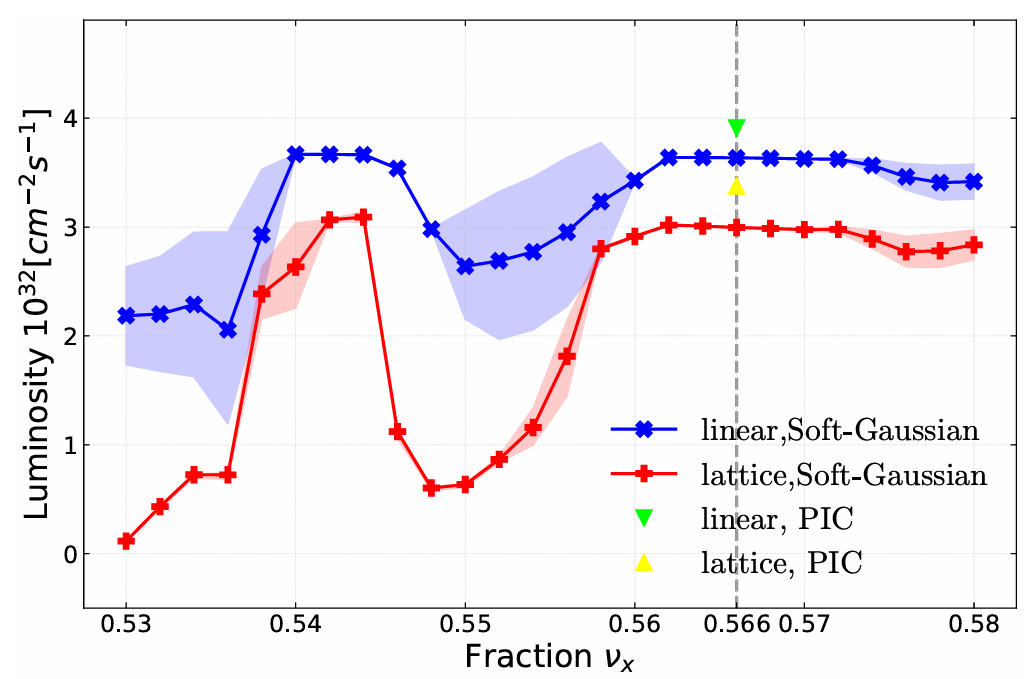 Luminosity 10^{32}[cm^{-2}s^{-1}]
4
3
2
1
0
linear,Soft-Gaussian
lattice,Soft-Gaussian
linear, PIC
lattice, PIC
0.53 0.54 0.55 0.56 0.566 0.57 0.58
Fraction ν_x